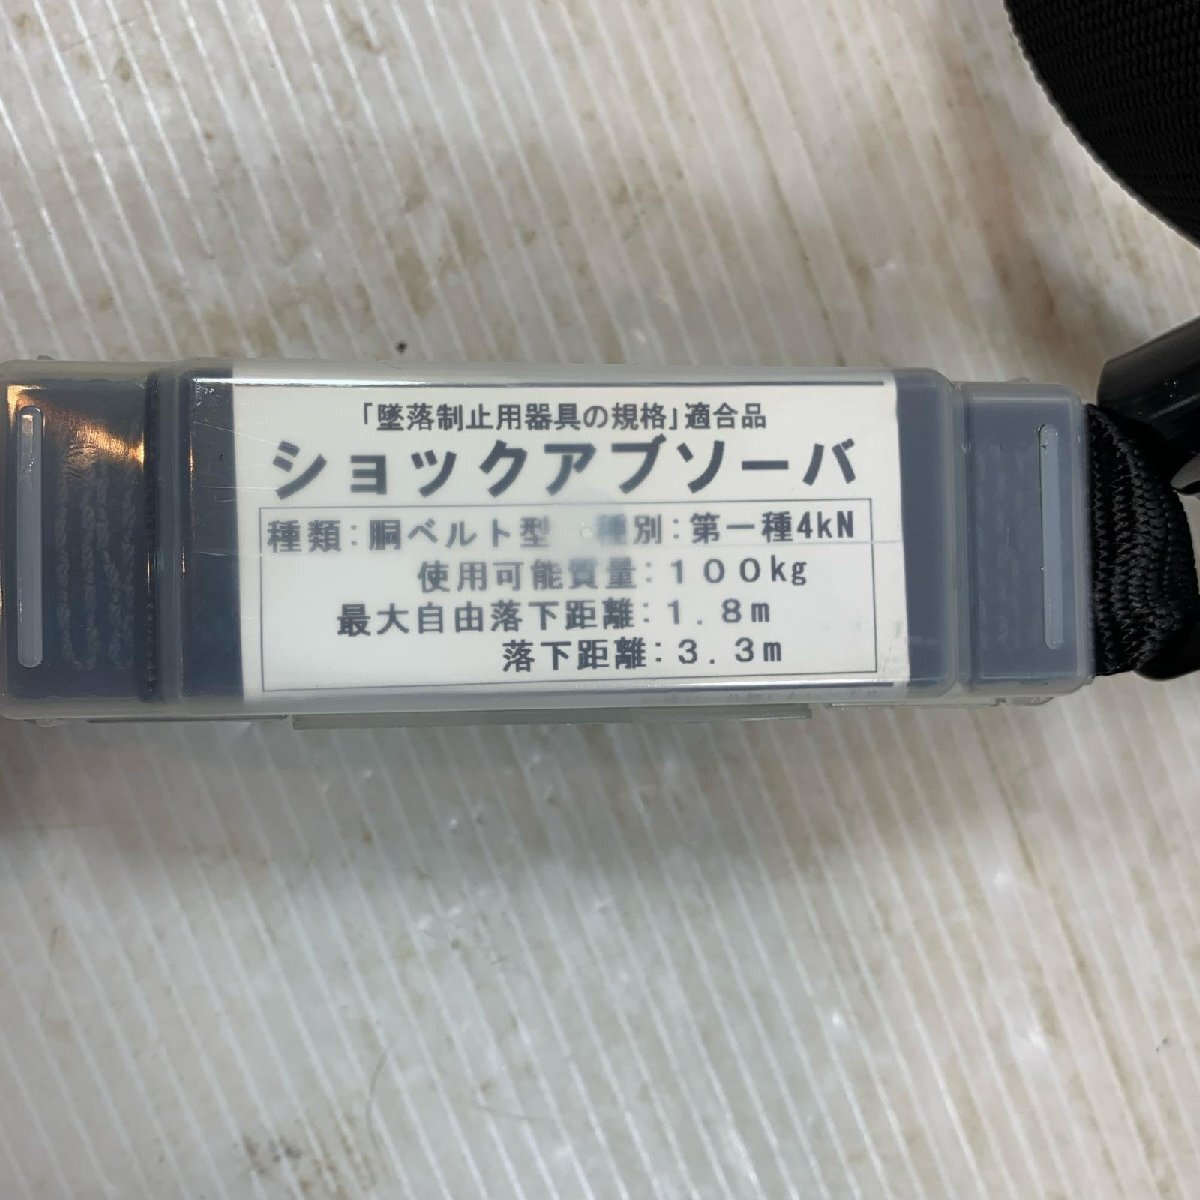 「墜落制止用器具の規格」適合品
ショックアブソーバ
種類：胴ベルト型 種別：第一種4kN
使用可能質量：１００kg
最大自由落下距離：１．８m
落下距離：３．３m